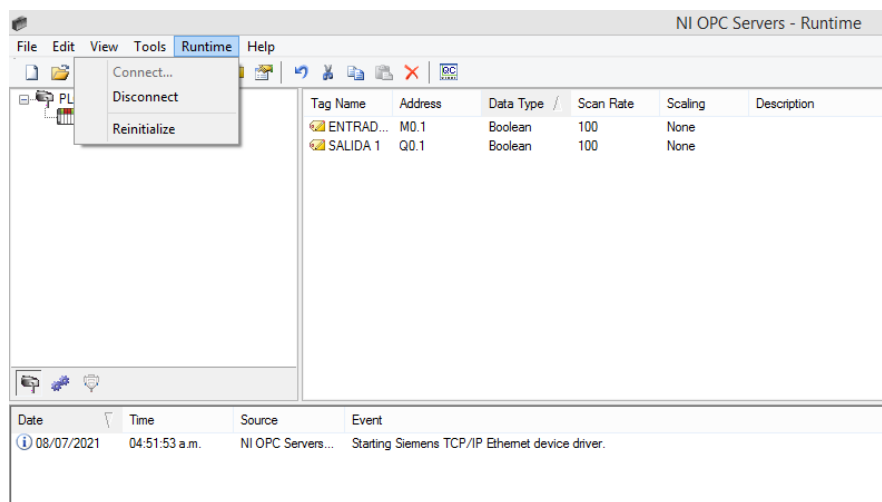 NI OPC Servers - Runtime
File Edit View Tools Runtime Help
Connect...
Disconnect
Reinitialize
PL
Tag Name Address Data Type Scan Rate Scaling Description
ENTRAD... M0.1 Boolean 100 None
SALIDA 1 Q0.1 Boolean 100 None
Date Time Source Event
08/07/2021 04:51:53 a.m. NI OPC Servers... Starting Siemens TCP/IP Ethernet device driver.